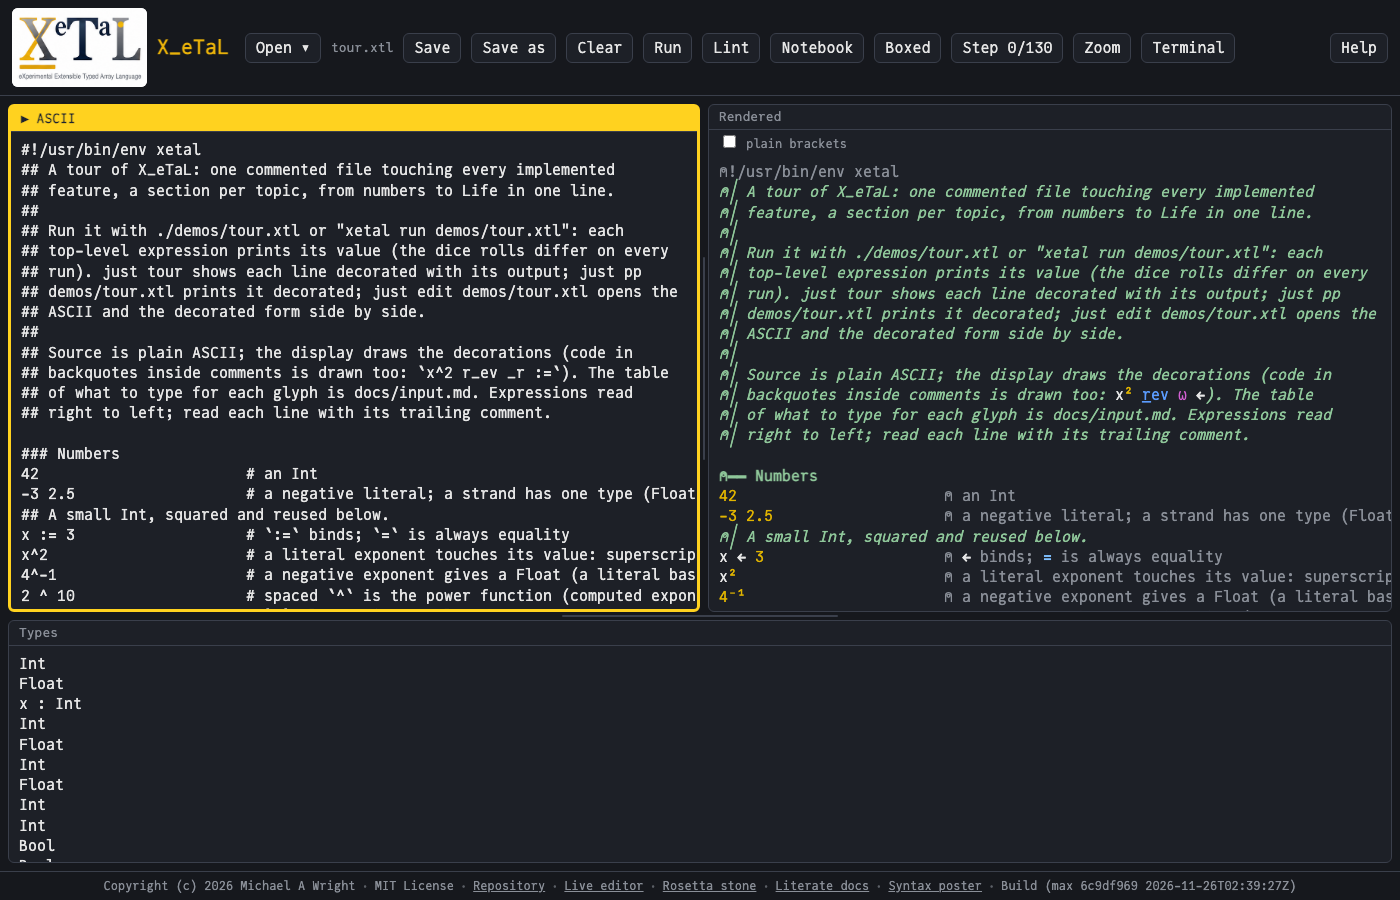 XeTaL
eXperimental Extensible Typed Array Language
X_eTaL
Open ▾
tour.xtl
Save
Save as
Clear
Run
Lint
Notebook
Boxed
Step 0/130
Zoom
Terminal
Help
▶ ASCII
#!/usr/bin/env xetal
## A tour of X_eTaL: one commented file touching every implemented
## feature, a section per topic, from numbers to Life in one line.
##
## Run it with ./demos/tour.xtl or "xetal run demos/tour.xtl": each
## top-level expression prints its value (the dice rolls differ on every
## run). just tour shows each line decorated with its output; just pp
## demos/tour.xtl prints it decorated; just edit demos/tour.xtl opens the
## ASCII and the decorated form side by side.
##
## Source is plain ASCII; the display draws the decorations (code in
## backquotes inside comments is drawn too: `x^2 r_ev _r :=`). The table
## of what to type for each glyph is docs/input.md. Expressions read
## right to left; read each line with its trailing comment.
### Numbers
42 # an Int
-3 2.5 # a negative literal; a strand has one type (Float
## A small Int, squared and reused below.
x := 3 # `:=` binds; `=` is always equality
x^2 # a literal exponent touches its value: superscrip
4^-1 # a negative exponent gives a Float (a literal bas
2 ^ 10 # spaced `^` is the power function (computed expon
Rendered
plain brackets
⍝!/usr/bin/env xetal
⍝| A tour of X_eTaL: one commented file touching every implemented
⍝| feature, a section per topic, from numbers to Life in one line.
⍝|
⍝| Run it with ./demos/tour.xtl or "xetal run demos/tour.xtl": each
⍝| top-level expression prints its value (the dice rolls differ on every
⍝| run). just tour shows each line decorated with its output; just pp
⍝| demos/tour.xtl prints it decorated; just edit demos/tour.xtl opens the
⍝| ASCII and the decorated form side by side.
⍝|
⍝| Source is plain ASCII; the display draws the decorations (code in
⍝| backquotes inside comments is drawn too: x² rev ω ←). The table
⍝| of what to type for each glyph is docs/input.md. Expressions read
⍝| right to left; read each line with its trailing comment.
⍝── Numbers
42 ⍝ an Int
-3 2.5 ⍝ a negative literal; a strand has one type (Float
⍝| A small Int, squared and reused below.
x ← 3 ⍝ ← binds; = is always equality
x² ⍝ a literal exponent touches its value: superscrip
4⁻¹ ⍝ a negative exponent gives a Float (a literal bas
Types
Int
Float
x : Int
Int
Float
Int
Float
Int
Int
Bool
Copyright (c) 2026 Michael A Wright · MIT License · Repository · Live editor · Rosetta stone · Literate docs · Syntax poster · Build (max 6c9df969 2026-11-26T02:39:27Z)